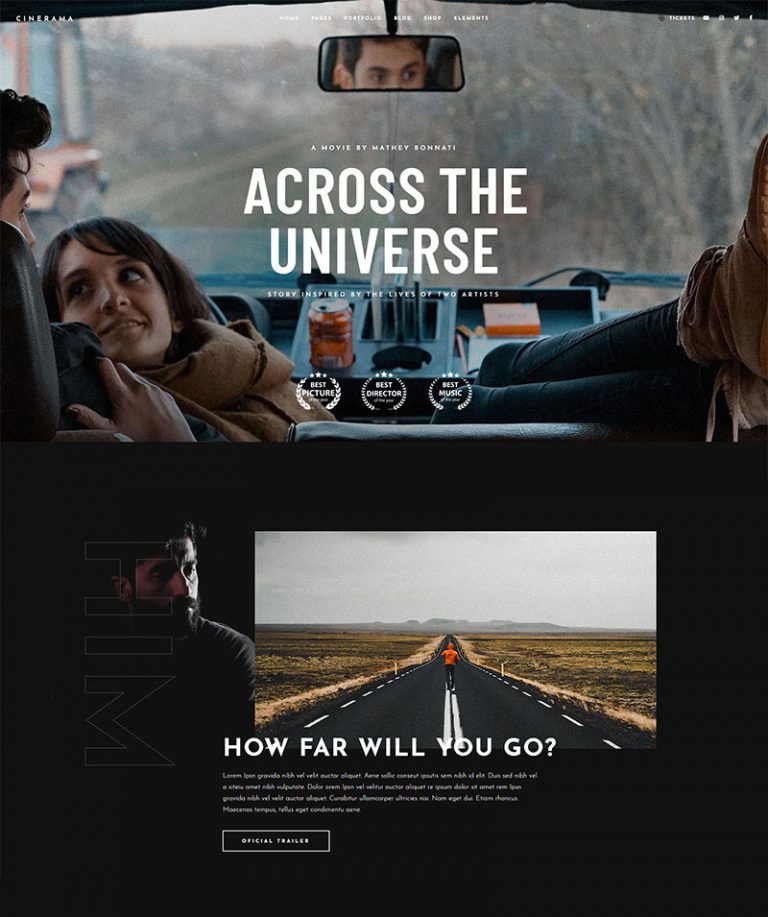 CINERAMA
HOME PAGES PORTFOLIO BLOG SHOP ELEMENTS
TICKETS
A MOVIE BY MATHEY BONNATI
ACROSS THE
UNIVERSE
STORY INSPIRED BY THE LIVES OF TWO ARTISTS
BEST
PICTURE
of the year
BEST
DIRECTOR
of the year
BEST
MUSIC
of the year
HIM
HOW FAR WILL YOU GO?
Lorem Ipsn gravida nibh vel velit auctor aliquet. Aene sollic conseut ipsutis sem nibh id elit. Duis sed nibh vel
a siteiu amet nibh vulputate. Dolor orem Ipsn vel velitui auctor aliquet re ipsum dolor sit amet rem Ipsn
gravida nibh vel velit auctor aliquet. Curabitur ullamcorper ultricies nisi. Nam eget dui. Etiam rhoncus.
Maecenas tempus, tellus eget condimentu aene.
OFICIAL TRAILER